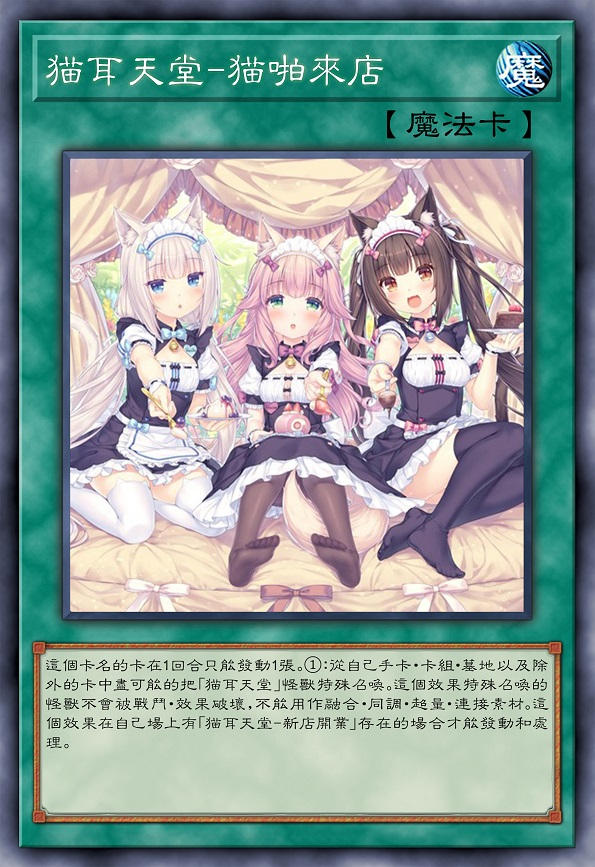 猫耳天堂-猫啪來店
魔
【魔法卡】
這個卡名的卡在1回合只能發動1張。①:從自己手卡·卡組·墓地以及除
外的卡中盡可能的把「猫耳天堂」怪獸特殊召喚。這個效果特殊召喚的
怪獸不會被戰鬥·效果破壞,不能用作融合·同調·超量·連接素材。這
個效果在自己場上有「猫耳天堂-新店開業」存在的場合才能發動和處
理。